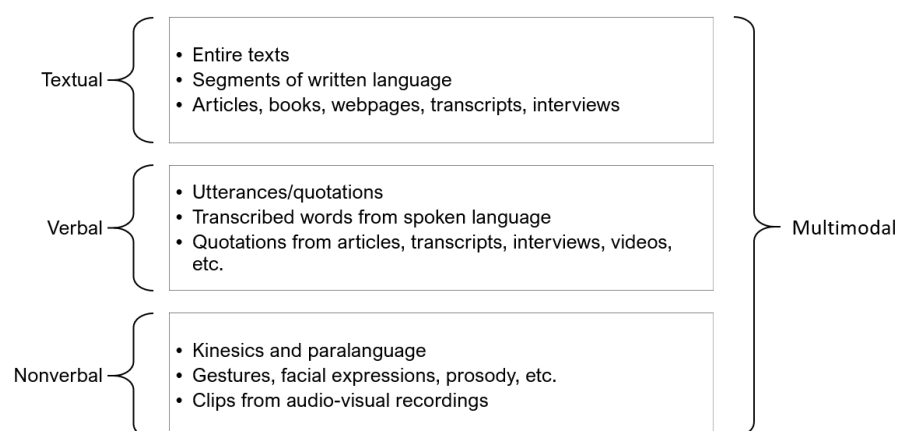 Textual
• Entire texts
• Segments of written language
• Articles, books, webpages, transcripts, interviews
Verbal
• Utterances/quotations
• Transcribed words from spoken language
• Quotations from articles, transcripts, interviews, videos,
etc.
Multimodal
Nonverbal
• Kinesics and paralanguage
• Gestures, facial expressions, prosody, etc.
• Clips from audio-visual recordings